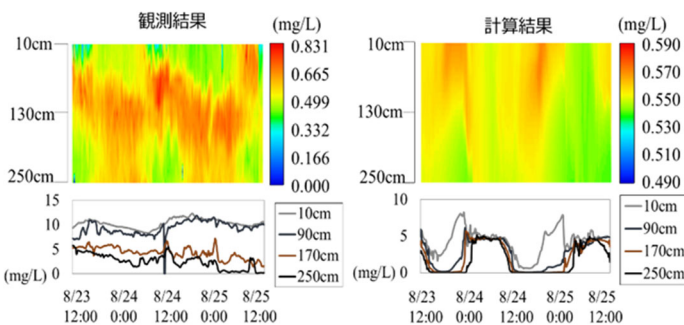 観測結果
(mg/L)
10cm
130cm
250cm
0.831
0.665
0.499
0.332
0.166
0.000
15
10
5
0
(mg/L)
10cm
90cm
170cm
250cm
8/23 8/24 8/24 8/25 8/25
12:00 0:00 12:00 0:00 12:00
計算結果
(mg/L)
10cm
130cm
250cm
0.590
0.570
0.550
0.530
0.510
0.490
10
5
0
(mg/L)
10cm
90cm
170cm
250cm
8/23 8/24 8/24 8/25 8/25
12:00 0:00 12:00 0:00 12:00